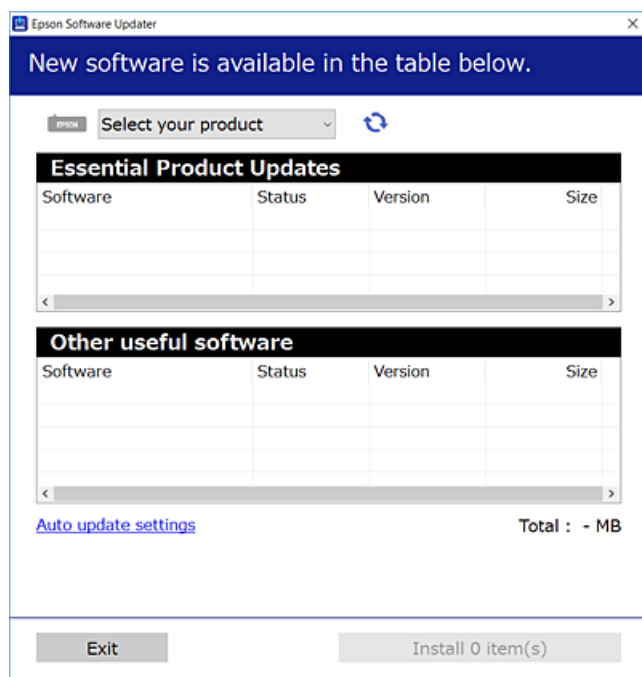 Epson Software Updater
New software is available in the table below.
EPSON Select your product
Essential Product Updates
Software Status Version Size
Other useful software
Software Status Version Size
Auto update settings Total : - MB
Exit Install 0 item(s)